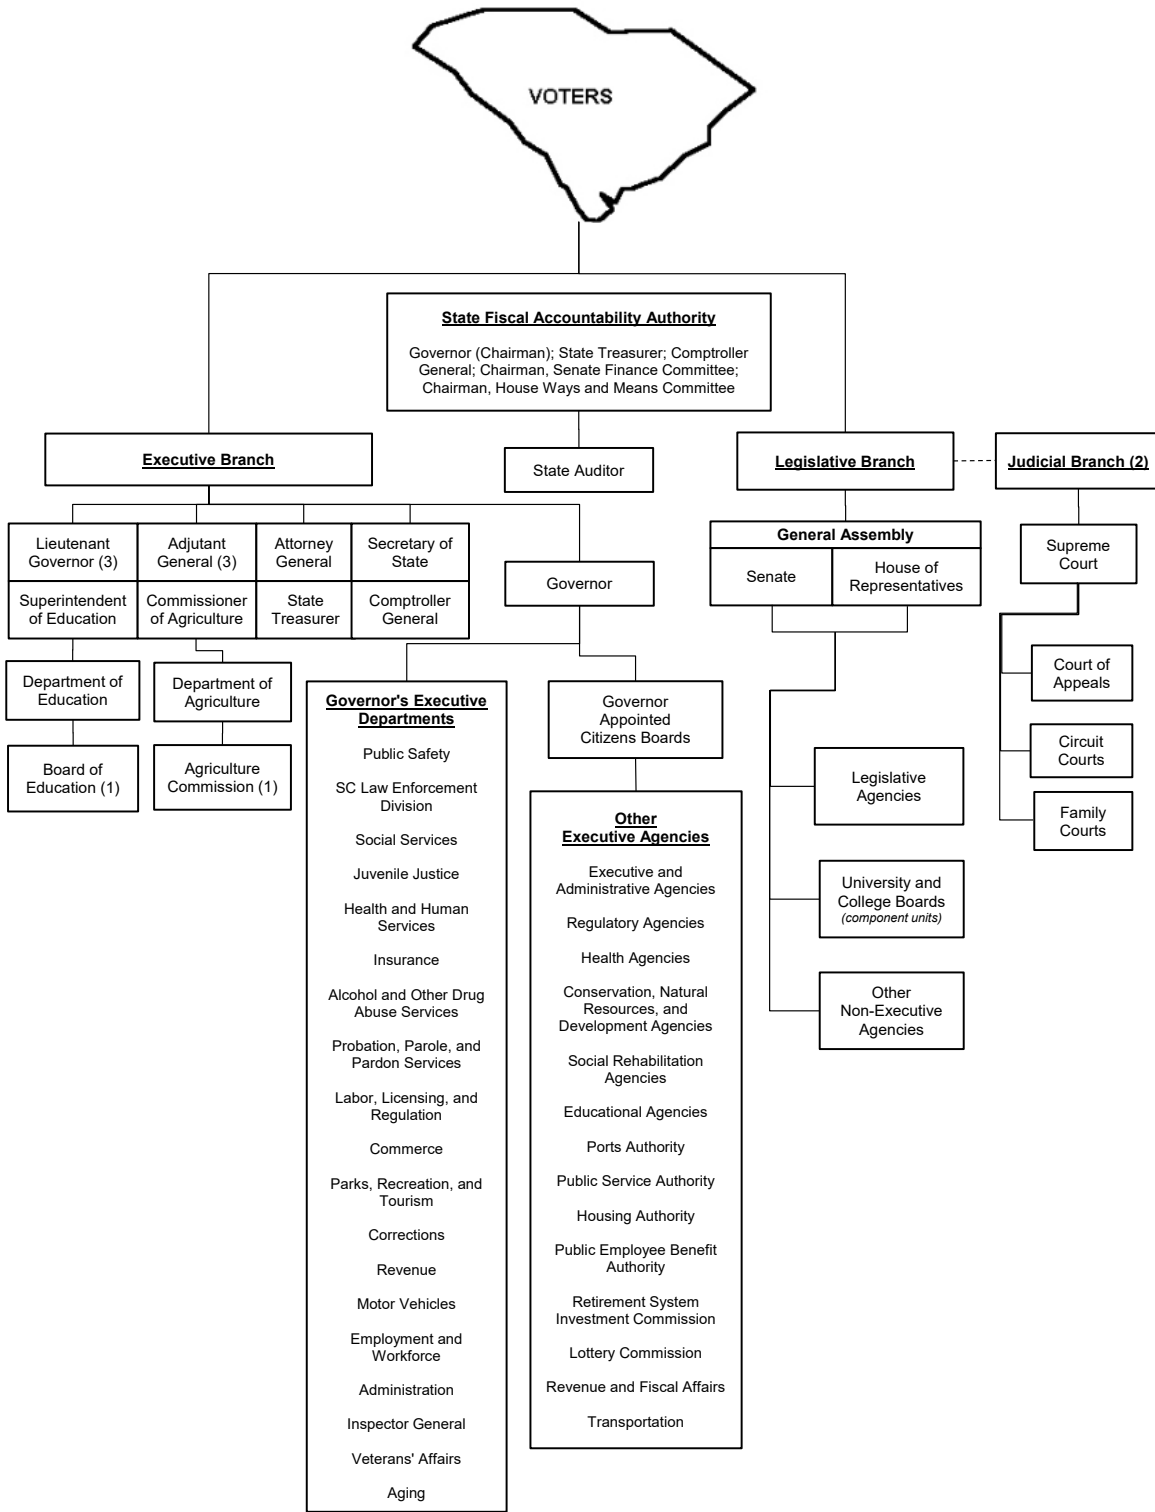 VOTERS
State Fiscal Accountability Authority
Governor (Chairman); State Treasurer; Comptroller
General; Chairman, Senate Finance Committee;
Chairman, House Ways and Means Committee
State Auditor
Executive Branch
Lieutenant
Governor (3)
Adjutant
General (3)
Attorney
General
Secretary of
State
Superintendent
of Education
Commissioner
of Agriculture
State
Treasurer
Comptroller
General
Governor
Department of
Education
Department of
Agriculture
Board of
Education (1)
Agriculture
Commission (1)
Governor's Executive
Departments
Public Safety
SC Law Enforcement
Division
Social Services
Juvenile Justice
Health and Human
Services
Insurance
Alcohol and Other Drug
Abuse Services
Probation, Parole, and
Pardon Services
Labor, Licensing, and
Regulation
Commerce
Parks, Recreation, and
Tourism
Corrections
Revenue
Motor Vehicles
Employment and
Workforce
Administration
Inspector General
Veterans' Affairs
Aging
Governor
Appointed
Citizens Boards
Other
Executive Agencies
Executive and
Administrative Agencies
Regulatory Agencies
Health Agencies
Conservation, Natural
Resources, and
Development Agencies
Social Rehabilitation
Agencies
Educational Agencies
Ports Authority
Public Service Authority
Housing Authority
Public Employee Benefit
Authority
Retirement System
Investment Commission
Lottery Commission
Revenue and Fiscal Affairs
Transportation
Legislative Branch
General Assembly
Senate
House of
Representatives
Legislative
Agencies
University and
College Boards
(component units)
Other
Non-Executive
Agencies
Judicial Branch (2)
Supreme
Court
Court of
Appeals
Circuit
Courts
Family
Courts